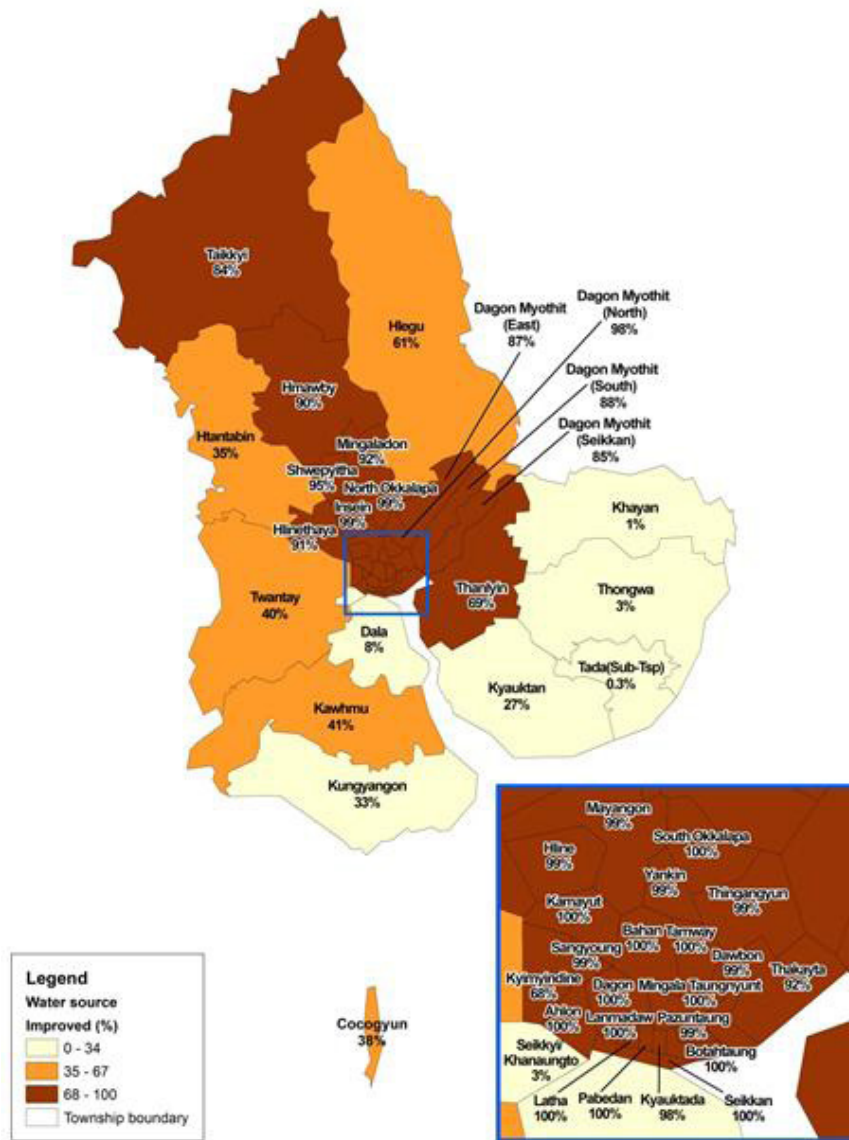 Taikkyi
84%
Hlegu
61%
Dagon Myothit
(East)
87%
Dagon Myothit
(North)
98%
Dagon Myothit
(South)
88%
Dagon Myothit
(Seikkan)
85%
Hmawby
90%
Htantabin
35%
Mingaladon
92%
Shwepyitha
95%
North Okkalapa
99%
Insein
99%
Hlinethaya
91%
Khayan
1%
Thongwa
3%
Thanlyin
69%
Twantay
40%
Dala
8%
Tada(Sub-Tsp)
0.3%
Kyauktan
27%
Kawhmu
41%
Kungyangon
33%
Cocogyun
38%
Mayangon
99%
South Okkalapa
100%
Hline
99%
Yankin
99%
Thingangyun
99%
Kamayut
100%
Bahan
100%
Tamway
100%
Sangyoung
99%
Dawbon
99%
Thakayta
92%
Kyimyindine
68%
Dagon
100%
Mingala Taungnyunt
100%
Ahlon
100%
Lanmadaw
100%
Pazuntaung
99%
Seikkyi/
Khanaungto
3%
Botahtaung
100%
Latha
100%
Pabedan
100%
Kyauktada
98%
Seikkan
100%
Legend
Water source
Improved (%)
0 - 34
35 - 67
68 - 100
Township boundary